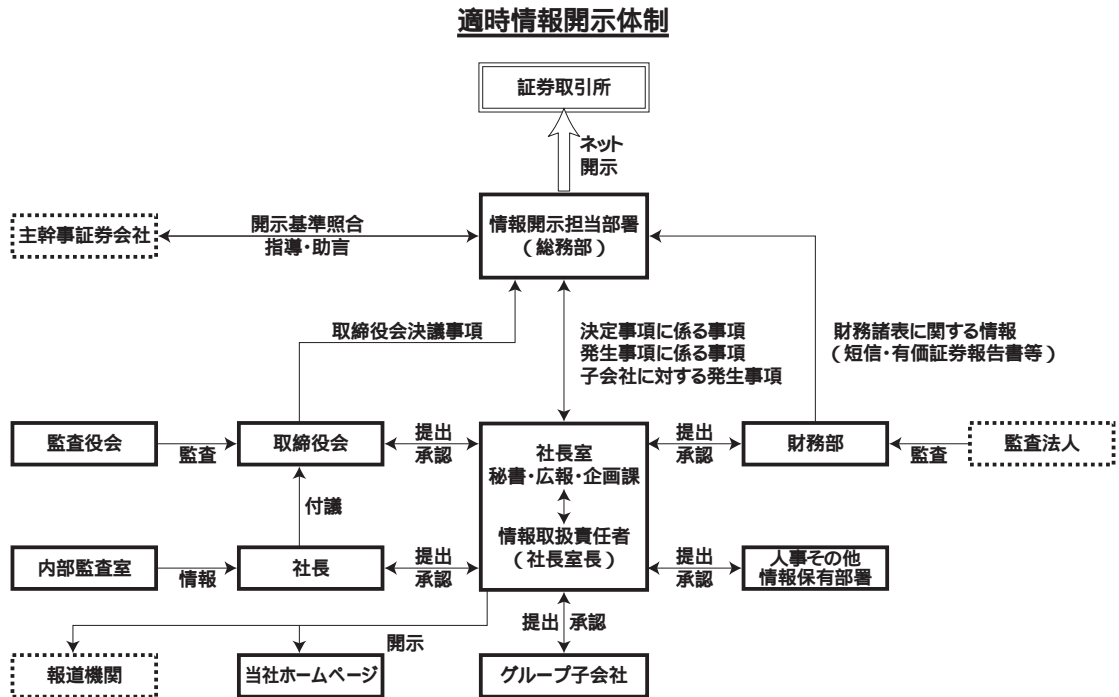 適時情報開示体制
証券取引所
ネット
開示
主幹事証券会社
開示基準照合
指導・助言
情報開示担当部署
(総務部)
取締役会決議事項
決定事項に係る事項
発生事項に係る事項
子会社に対する発生事項
財務諸表に関する情報
(短信・有価証券報告書等)
監査役会
監査
取締役会
提出
承認
社長室
秘書・広報・企画課
情報取扱責任者
(社長室長)
提出
承認
財務部
監査
監査法人
付議
内部監査室
情報
社長
提出
承認
提出
承認
人事その他
情報保有部署
開示
提出 承認
報道機関
当社ホームページ
グループ子会社